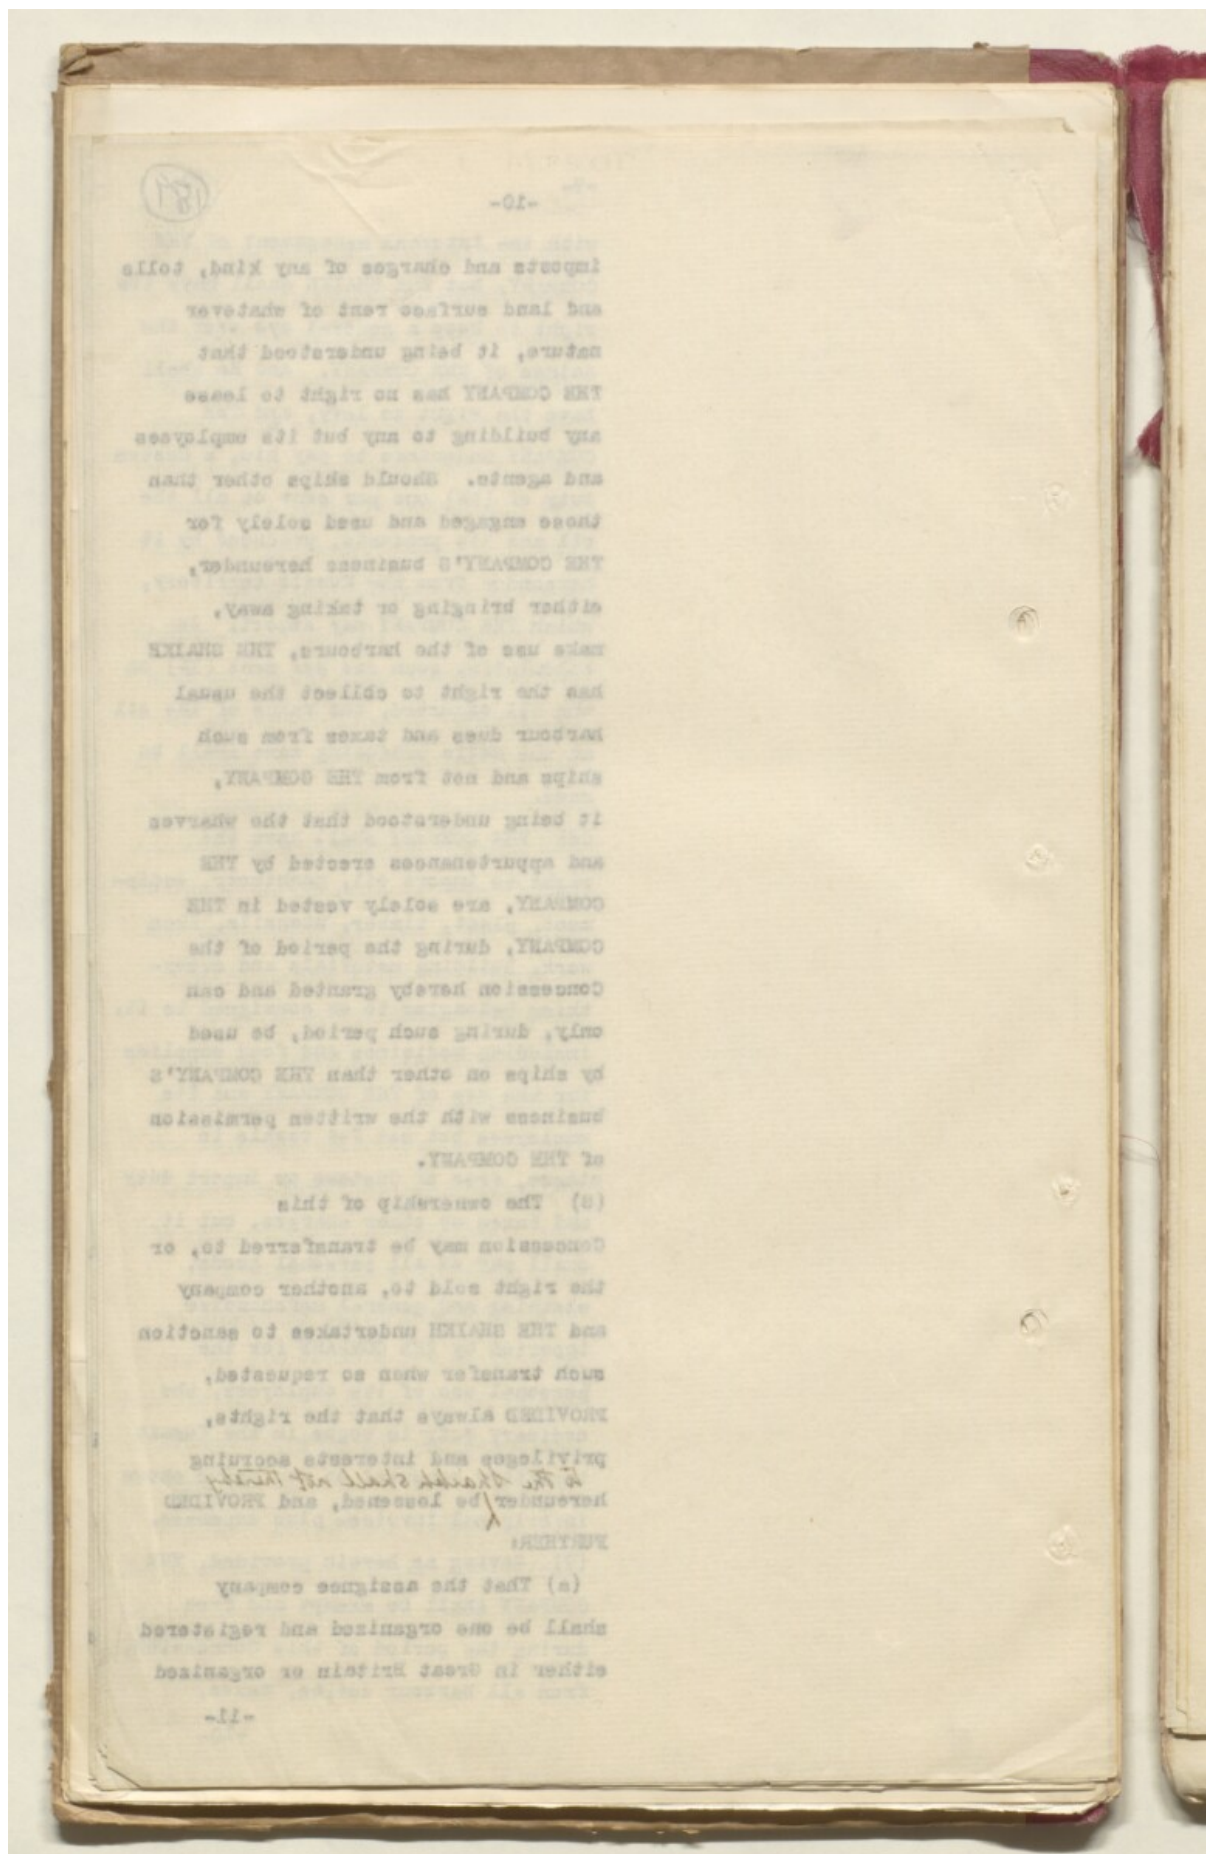 -10-
imposts and charges of any kind, tolls
and land surface rent of whatever
nature, it being understood that
THE COMPANY has no right to lease
any building to any but its employees
and agents. Should ships other than
those engaged and used solely for
THE COMPANY'S business hereunder,
either bringing or taking away,
make use of the harbours, THE SHAIKH
has the right to collect the usual
harbour dues and taxes from such
ships and not from THE COMPANY,
it being understood that the wharves
and appurtenances erected by THE
COMPANY, are solely vested in THE
COMPANY, during the period of the
Concession hereby granted and can
only, during such period, be used
by ships on other than THE COMPANY'S
business with the written permission
of THE COMPANY.
(8) The ownership of this
Concession may be transferred to, or
the right sold to, another company
and THE SHAIKH undertakes to sanction
such transfer when so requested,
PROVIDED always that the rights,
privileges and interests accruing
to the Shaikh shall not thereby
hereunder be lessened, and PROVIDED
FURTHER:
(a) That the assignee company
shall be one organized and registered
either in Great Britain or organized
-11-